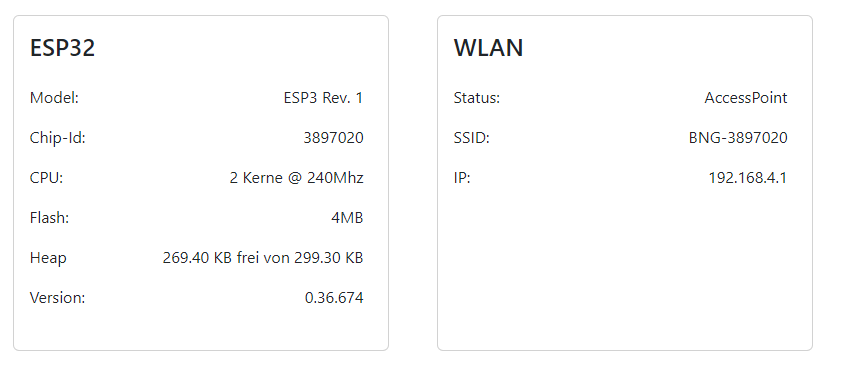 ESP32
Model: ESP3 Rev. 1
Chip-Id: 3897020
CPU: 2 Kerne @ 240Mhz
Flash: 4MB
Heap 269.40 KB frei von 299.30 KB
Version: 0.36.674
WLAN
Status: AccessPoint
SSID: BNG-3897020
IP: 192.168.4.1